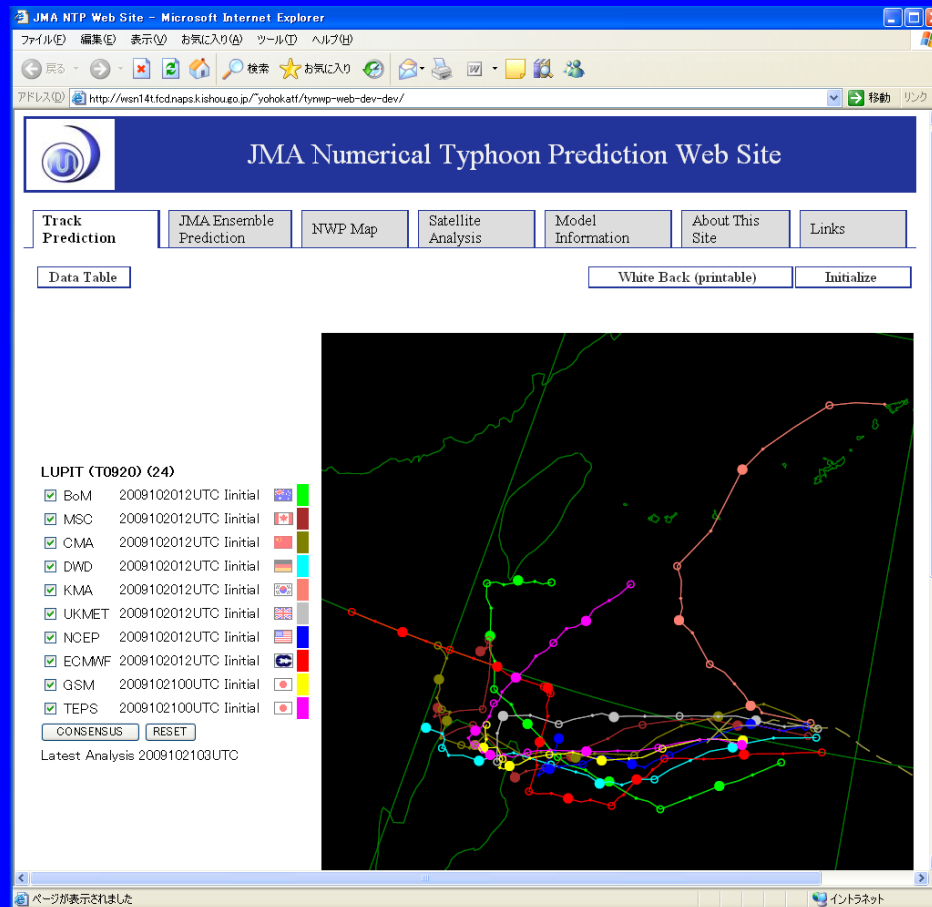 JMA NTP Web Site - Microsoft Internet Explorer
ファイル(F) 編集(E) 表示(V) お気に入り(A) ツール(T) ヘルプ(H)
戻る 検索 お気に入り
アドレス(D) http://wsn14t.fcd.naps.kishou.go.jp/~yohokatf/tynwp-web-dev-dev/ 移動 リンク
JMA Numerical Typhoon Prediction Web Site
Track Prediction
JMA Ensemble Prediction
NWP Map
Satellite Analysis
Model Information
About This Site
Links
Data Table White Back (printable) Initialize
LUPIT (T0920) (24)
BoM 2009102012UTC Iinitial
MSC 2009102012UTC Iinitial
CMA 2009102012UTC Iinitial
DWD 2009102012UTC Iinitial
KMA 2009102012UTC Iinitial
UKMET 2009102012UTC Iinitial
NCEP 2009102012UTC Iinitial
ECMWF 2009102012UTC Iinitial
GSM 2009102100UTC Iinitial
TEPS 2009102100UTC Iinitial
CONSENSUS RESET
Latest Analysis 2009102103UTC
ページが表示されました イントラネット